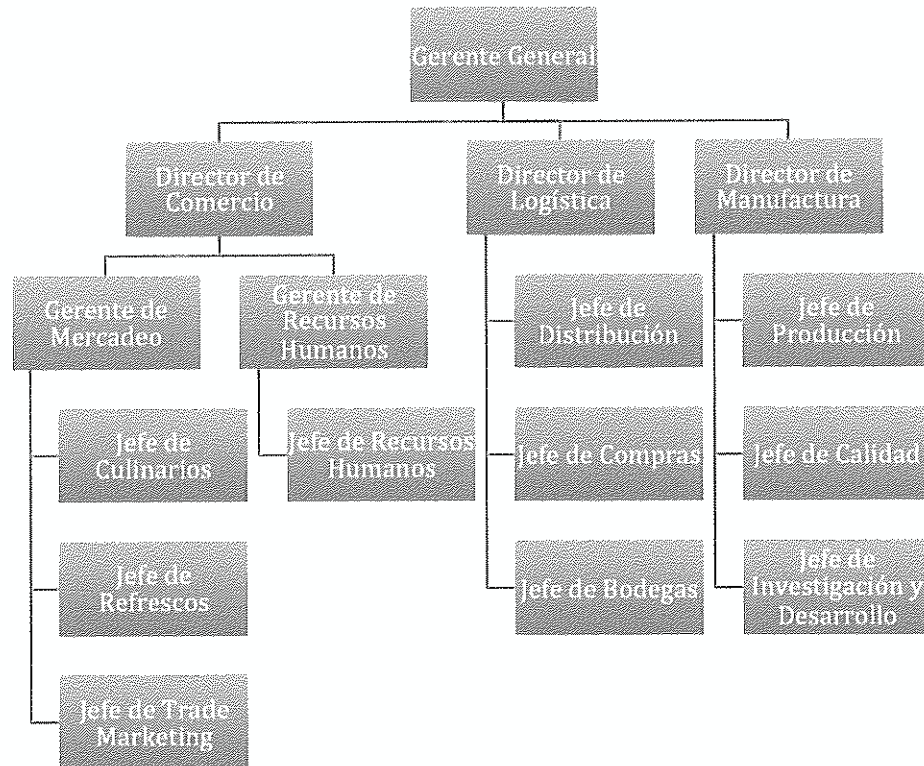 Gerente General
Director de
Comercio
Director de
Logística
Director de
Manufactura
Gerente de
Mercadeo
Gerente de
Recursos
Humanos
Jefe de
Distribución
Jefe de
Producción
Jefe de
Culinarios
Jefe de Recursos
Humanos
Jefe de Compras
Jefe de Calidad
Jefe de
Refrescos
Jefe de Bodegas
Jefe de
Investigación y
Desarrollo
Jefe de Trade
Marketing